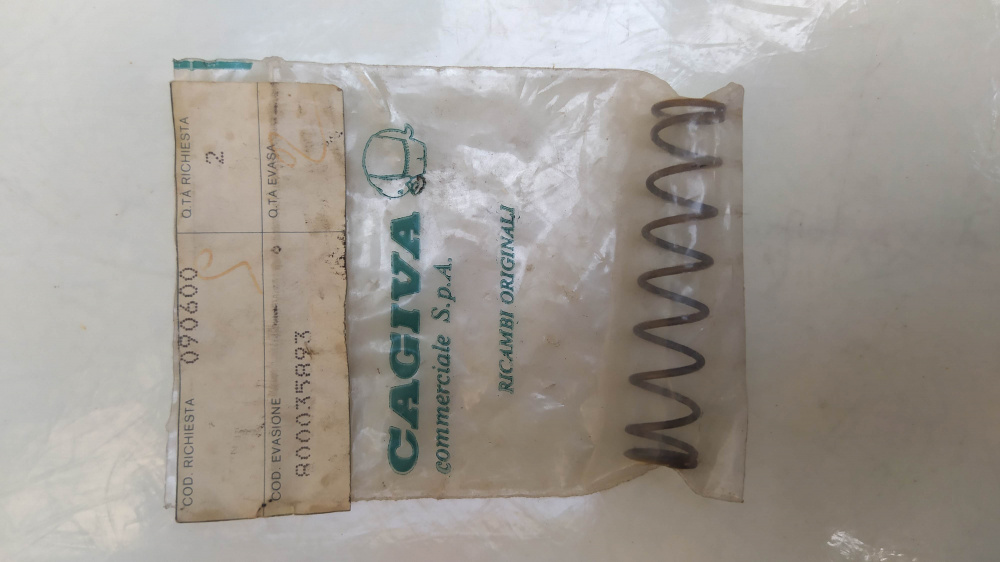 COD. RICHIESTA 090600 Q.TA RICHIESTA 2
COD. EVASIONE Q.TA EVASA
800035893
CAGIVA
commerciale S.p.A.
RICAMBI ORIGINALI